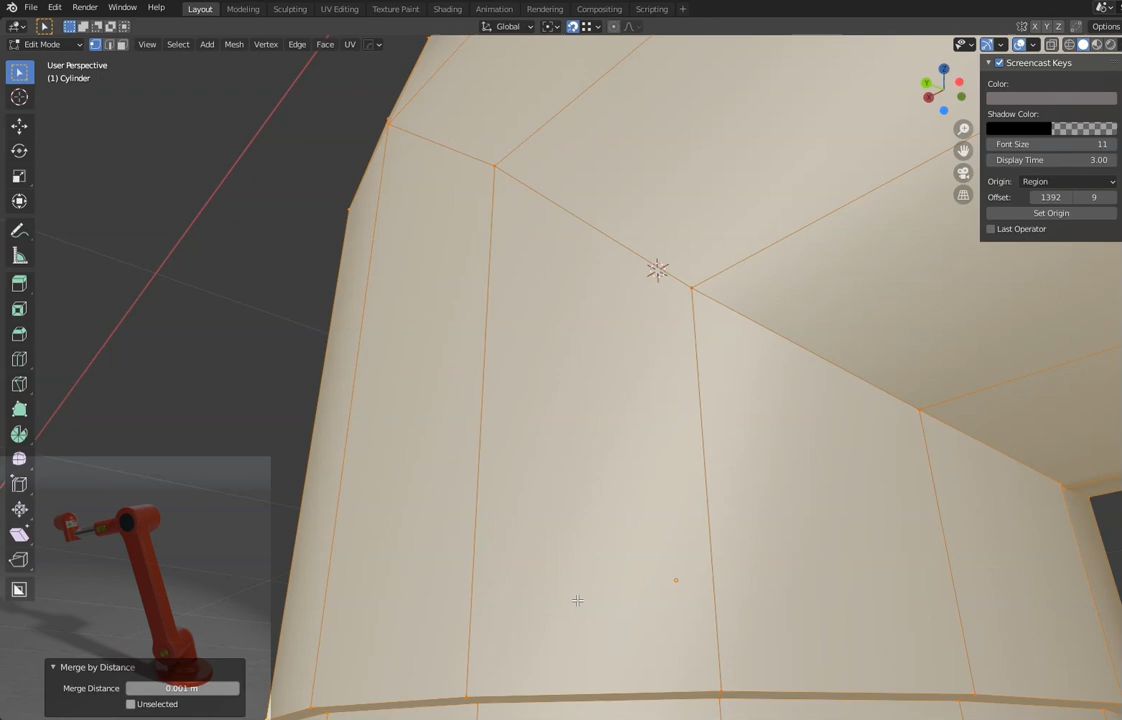 File Edit Render Window Help Layout Modeling Sculpting UV Editing Texture Paint Shading Animation Rendering Compositing Scripting +
Global Options
X Y Z
Edit Mode View Select Add Mesh Vertex Edge Face UV
User Perspective
(1) Cylinder
Z
Y
X
Screencast Keys
Color:
Shadow Color:
Font Size 11
Display Time 3.00
Origin: Region
Offset: 1392 9
Set Origin
Last Operator
Merge by Distance
Merge Distance 0.001 m
Unselected